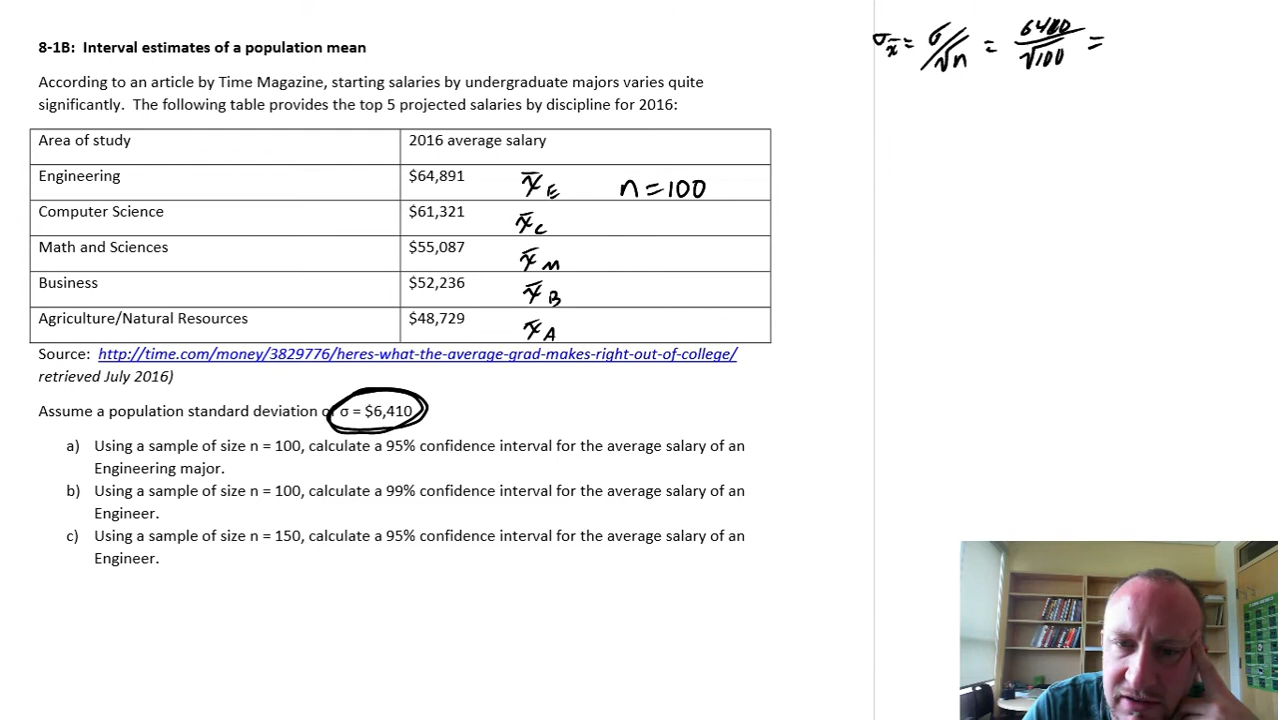 8-1B: Interval estimates of a population mean
According to an article by Time Magazine, starting salaries by undergraduate majors varies quite
significantly. The following table provides the top 5 projected salaries by discipline for 2016:
Area of study 2016 average salary
Engineering $64,891 x̄E n=100
Computer Science $61,321 x̄C
Math and Sciences $55,087 x̄M
Business $52,236 x̄B
Agriculture/Natural Resources $48,729 x̄A
Source: http://time.com/money/3829776/heres-what-the-average-grad-makes-right-out-of-college/
retrieved July 2016)
Assume a population standard deviation σ = $6,410
a) Using a sample of size n = 100, calculate a 95% confidence interval for the average salary of an
Engineering major.
b) Using a sample of size n = 100, calculate a 99% confidence interval for the average salary of an
Engineer.
c) Using a sample of size n = 150, calculate a 95% confidence interval for the average salary of an
Engineer.
σx̄ = σ/√n = /√100 =